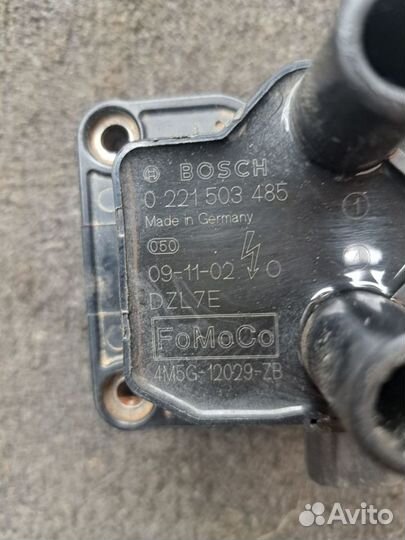 BOSCH
0 221 503 485
Made in Germany
050
09-11-02 O
DZL7E
FoMoCo
4M5G-12029-ZB
1
Avito